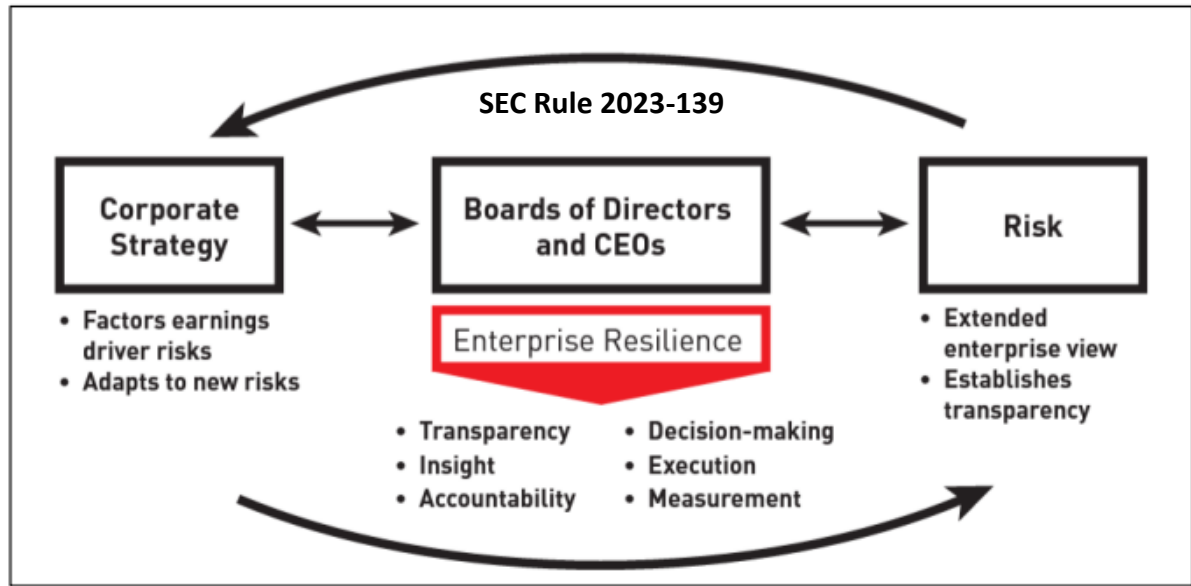 SEC Rule 2023-139
Corporate
Strategy
Boards of Directors
and CEOs
Risk
• Factors earnings
driver risks
• Adapts to new risks
Enterprise Resilience
• Transparency
• Insight
• Accountability
• Decision-making
• Execution
• Measurement
• Extended
enterprise view
• Establishes
transparency